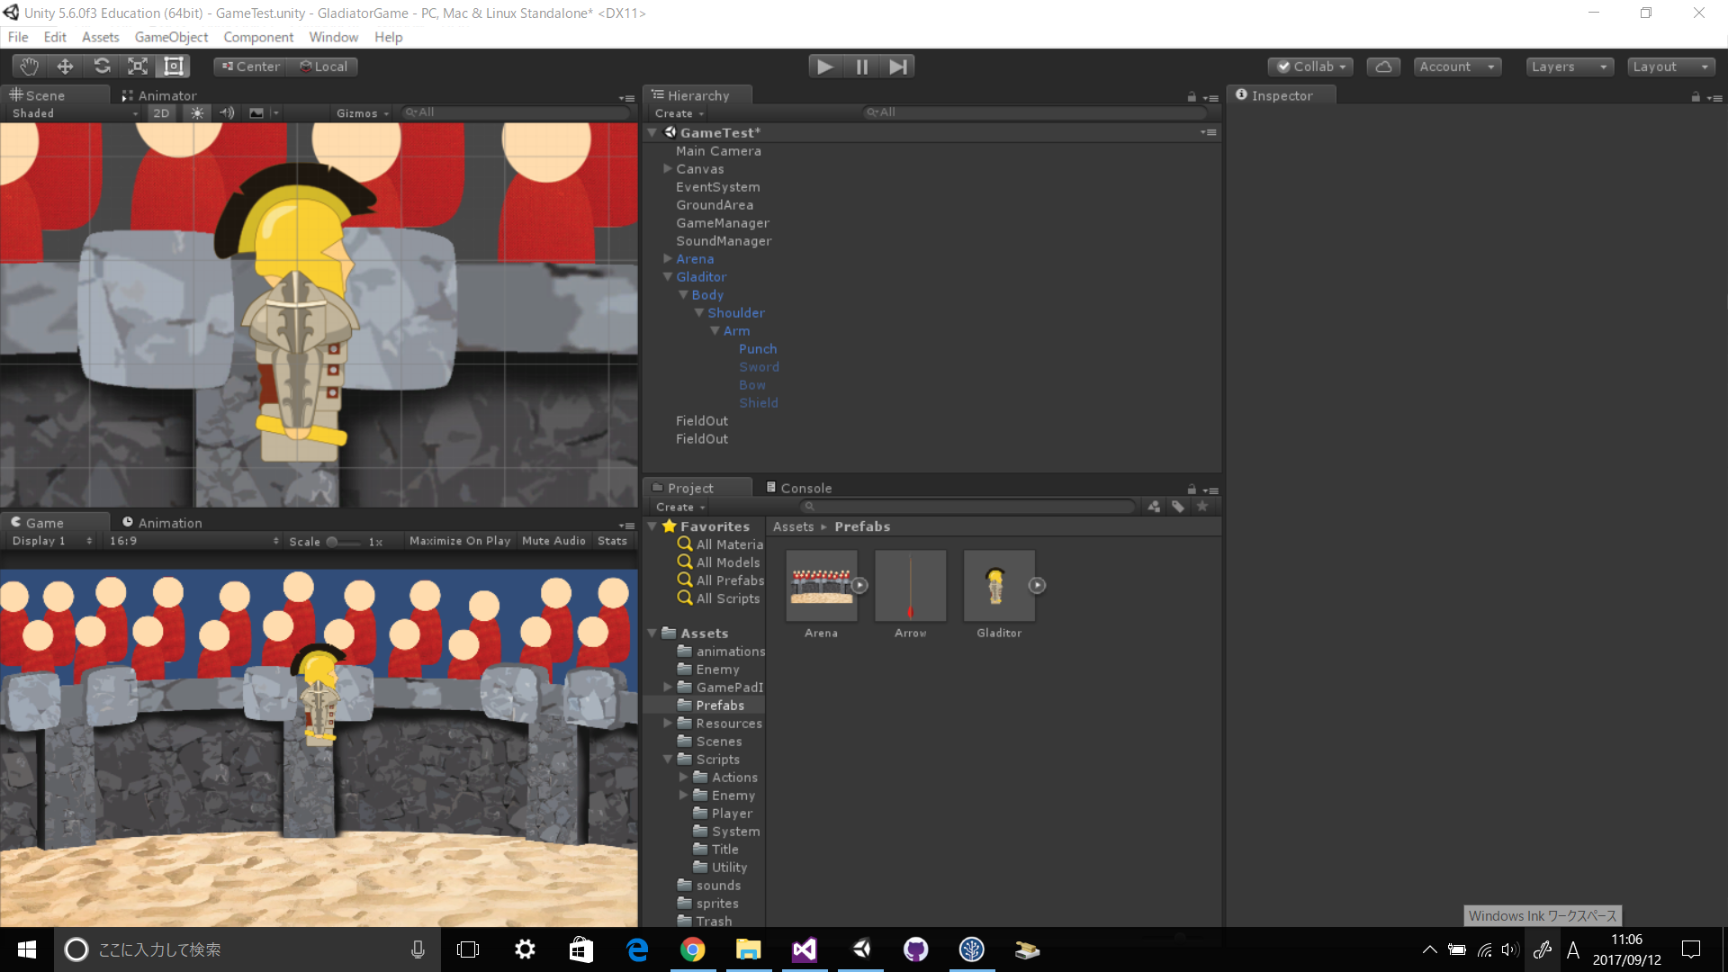 Unity 5.6.0f3 Education (64bit) - GameTest.unity - GladiatorGame - PC, Mac & Linux Standalone* <DX11>
File Edit Assets GameObject Component Window Help
Center Local Collab Account Layers Layout
Scene Animator
Shaded 2D Gizmos All
Hierarchy
Create All
GameTest*
Main Camera
Canvas
EventSystem
GroundArea
GameManager
SoundManager
Arena
Gladitor
Body
Shoulder
Arm
Punch
Sword
Bow
Shield
FieldOut
FieldOut
Inspector
Game Animation
Display 1 16:9 Scale 1x Maximize On Play Mute Audio Stats
Project Console
Create
Favorites
All Materia
All Models
All Prefabs
All Scripts
Assets
animations
Enemy
GamePadI
Prefabs
Resources
Scenes
Scripts
Actions
Enemy
Player
System
Title
Utility
sounds
sprites
Trash
Assets Prefabs
Arena Arrow Gladitor
Windows Ink ワークスペース
ここに入力して検索
A
11:06
2017/09/12